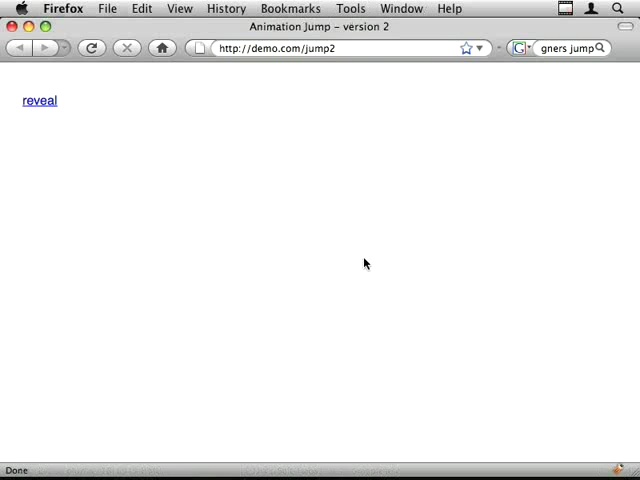 Firefox File Edit View History Bookmarks Tools Window Help
Animation Jump – version 2
http://demo.com/jump2 G gners jump
reveal
Done